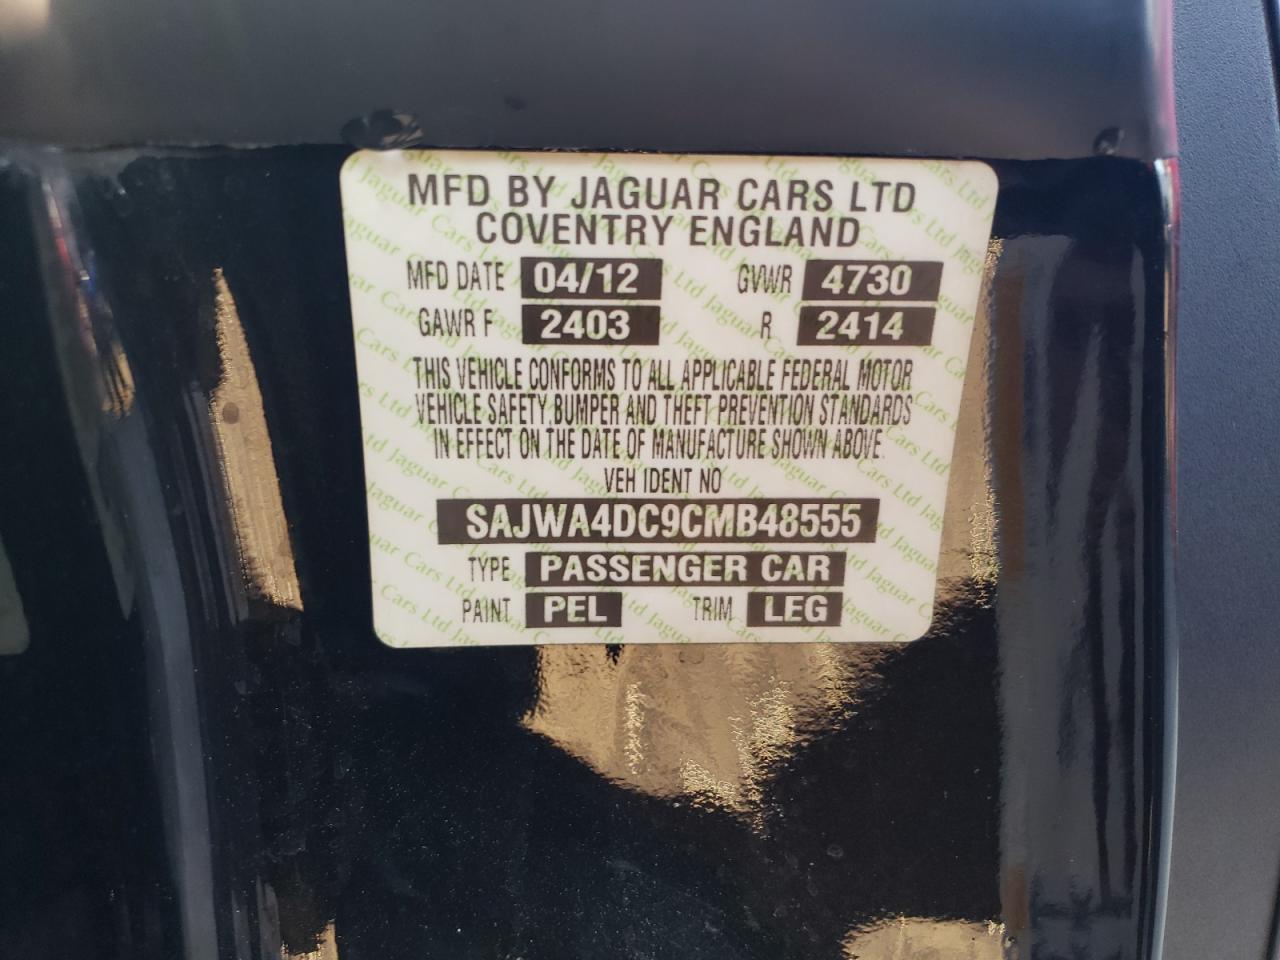 MFD BY JAGUAR CARS LTD
COVENTRY ENGLAND
MFD DATE 04/12 GVWR 4730
GAWR F 2403 R 2414
THIS VEHICLE CONFORMS TO ALL APPLICABLE FEDERAL MOTOR
VEHICLE SAFETY, BUMPER AND THEFT PREVENTION STANDARDS
IN EFFECT ON THE DATE OF MANUFACTURE SHOWN ABOVE.
VEH IDENT NO
SAJWA4DC9CMB48555
TYPE PASSENGER CAR
PAINT PEL TRIM LEG